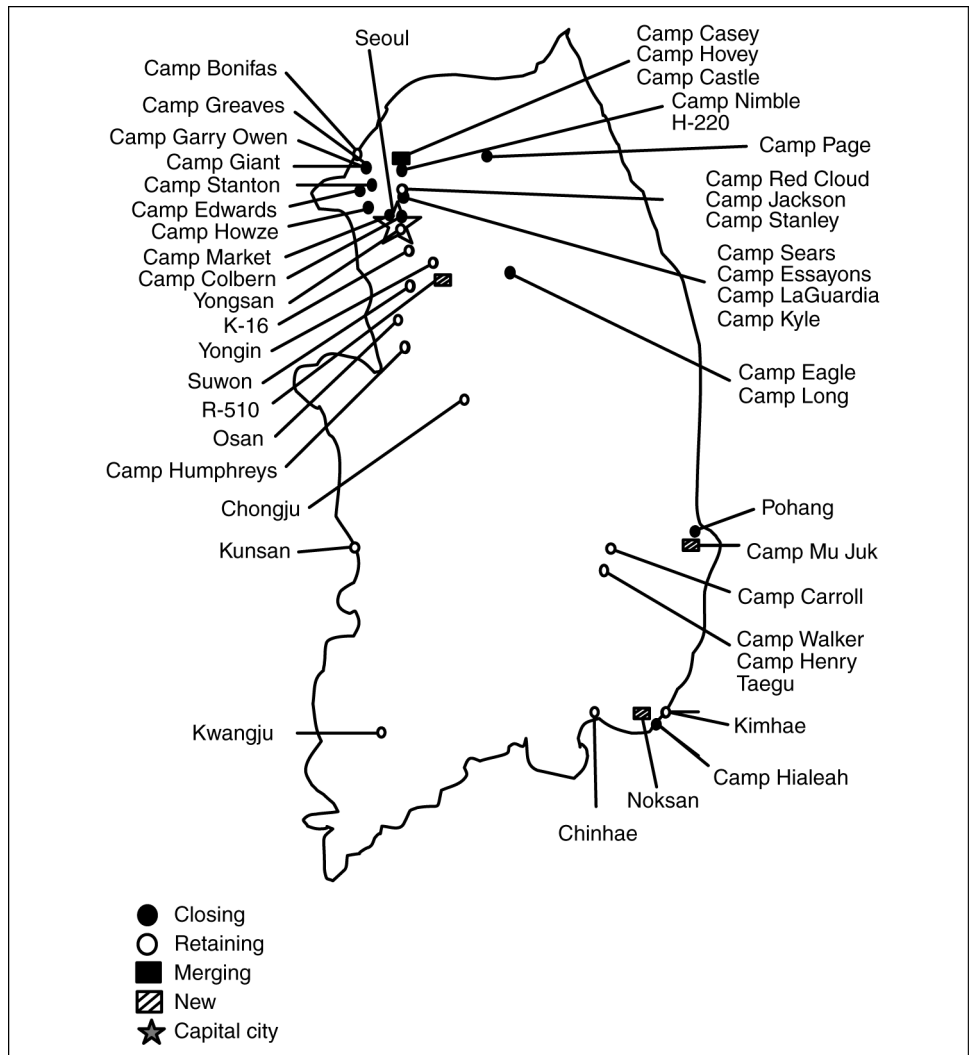 Seoul
Camp Bonifas
Camp Greaves
Camp Garry Owen
Camp Giant
Camp Stanton
Camp Edwards
Camp Howze
Camp Market
Camp Colbern
Yongsan
K-16
Yongin
Suwon
R-510
Osan
Camp Humphreys
Chongju
Kunsan
Kwangju
Camp Casey
Camp Hovey
Camp Castle
Camp Nimble
H-220
Camp Page
Camp Red Cloud
Camp Jackson
Camp Stanley
Camp Sears
Camp Essayons
Camp LaGuardia
Camp Kyle
Camp Eagle
Camp Long
Pohang
Camp Mu Juk
Camp Carroll
Camp Walker
Camp Henry
Taegu
Kimhae
Camp Hialeah
Noksan
Chinhae
Closing
Retaining
Merging
New
Capital city